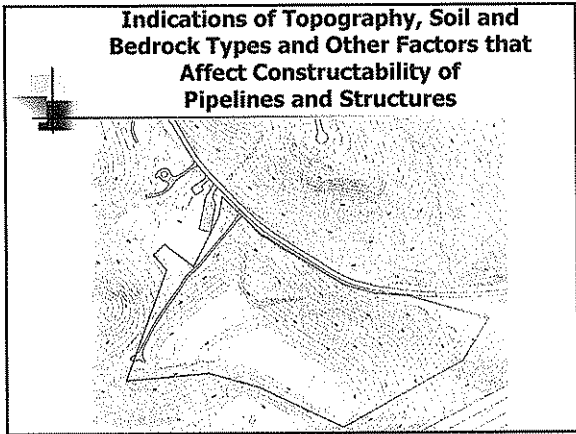 Indications of Topography, Soil and
Bedrock Types and Other Factors that
Affect Constructability of
Pipelines and Structures